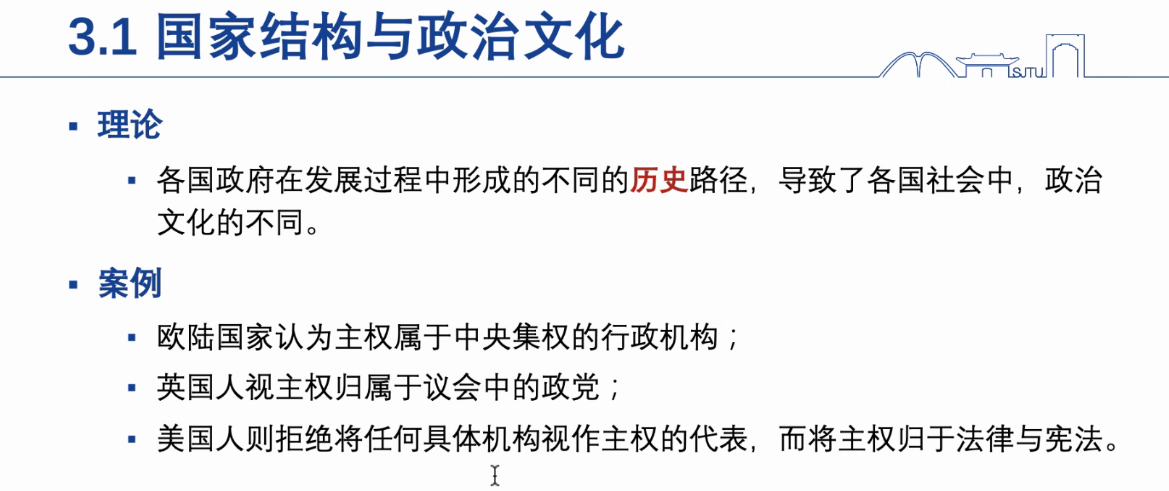 3.1 国家结构与政治文化
SJTU
▪ 理论
▪ 各国政府在发展过程中形成的不同的历史路径，导致了各国社会中，政治
文化的不同。
▪ 案例
▪ 欧陆国家认为主权属于中央集权的行政机构；
▪ 英国人视主权归属于议会中的政党；
▪ 美国人则拒绝将任何具体机构视作主权的代表，而将主权归于法律与宪法。